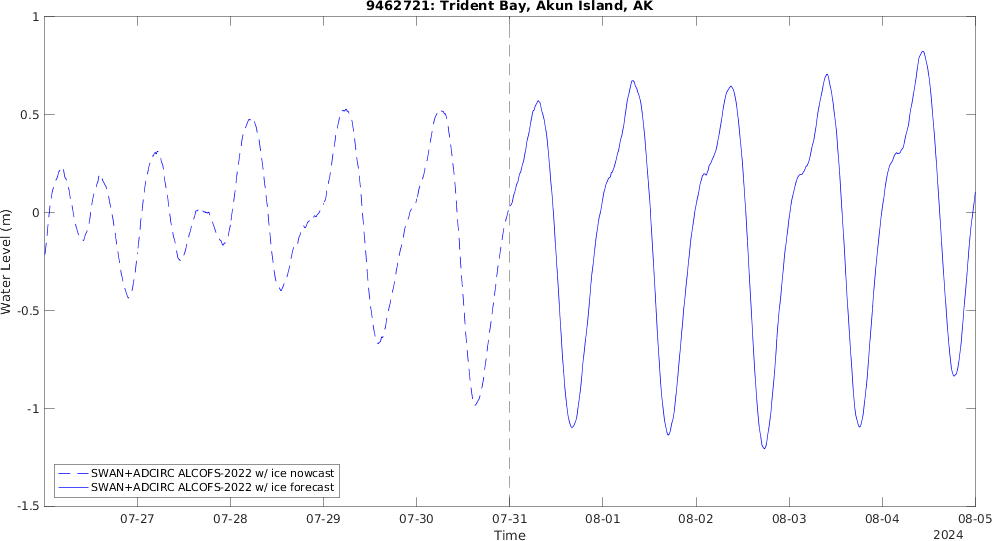 9462721: Trident Bay, Akun Island, AK
1
0.5
0
-0.5
-1
-1.5
Water Level (m)
SWAN+ADCIRC ALCOFS-2022 w/ ice nowcast
SWAN+ADCIRC ALCOFS-2022 w/ ice forecast
07-27 07-28 07-29 07-30 07-31 08-01 08-02 08-03 08-04 08-05
Time
2024